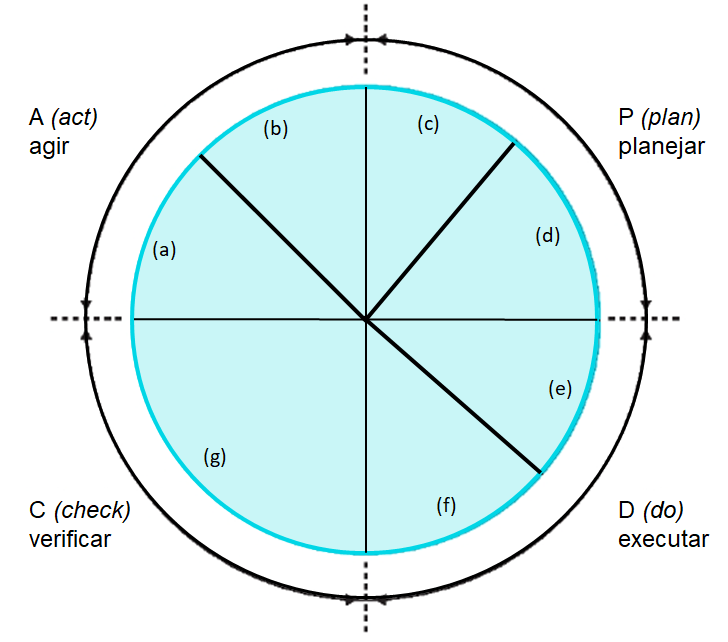 A (act)
agir
(b)
(c)
P (plan)
planejar
(a)
(d)
(e)
(g)
(f)
C (check)
verificar
D (do)
executar